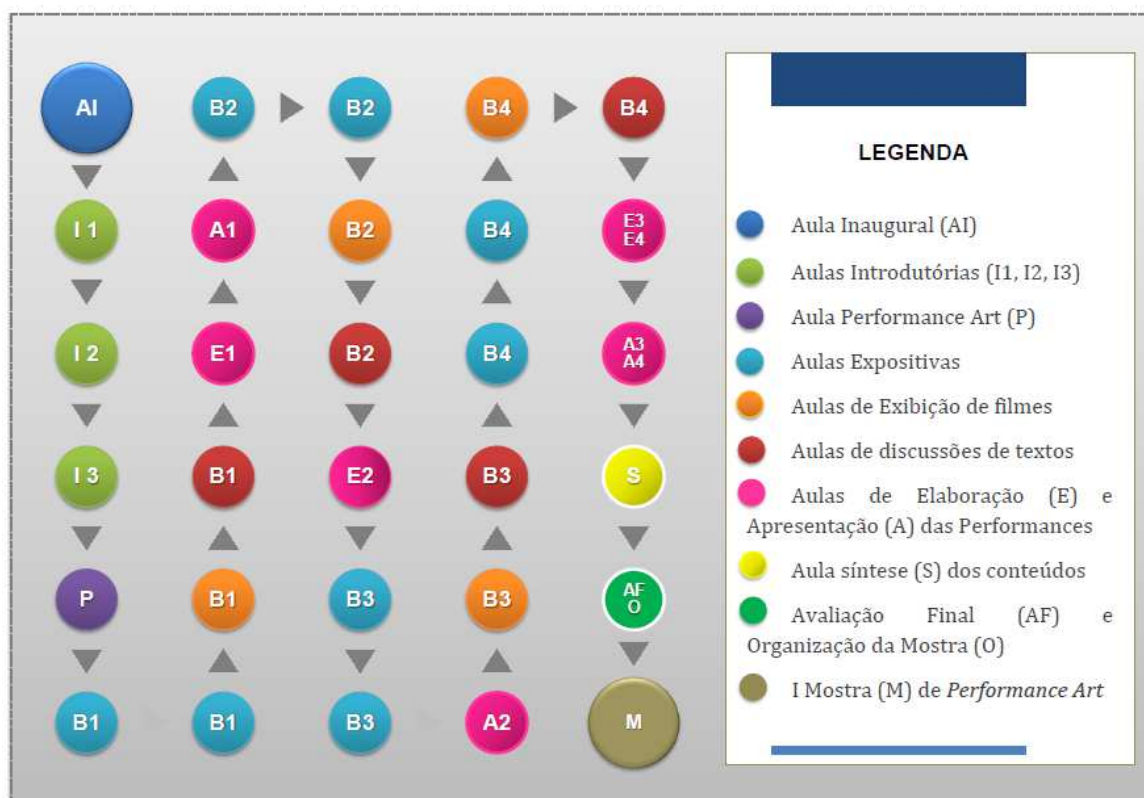 AI
B2
B2
B4
B4
I 1
A1
B2
B4
E3
E4
I 2
E1
B2
B4
A3
A4
I 3
B1
E2
B3
S
P
B1
B3
B3
AF
O
B1
B1
B3
A2
M
LEGENDA
Aula Inaugural (AI)
Aulas Introdutórias (I1, I2, I3)
Aula Performance Art (P)
Aulas Expositivas
Aulas de Exibição de filmes
Aulas de discussões de textos
Aulas de Elaboração (E) e
Apresentação (A) das Performances
Aula síntese (S) dos conteúdos
Avaliação Final (AF) e
Organização da Mostra (O)
I Mostra (M) de Performance Art